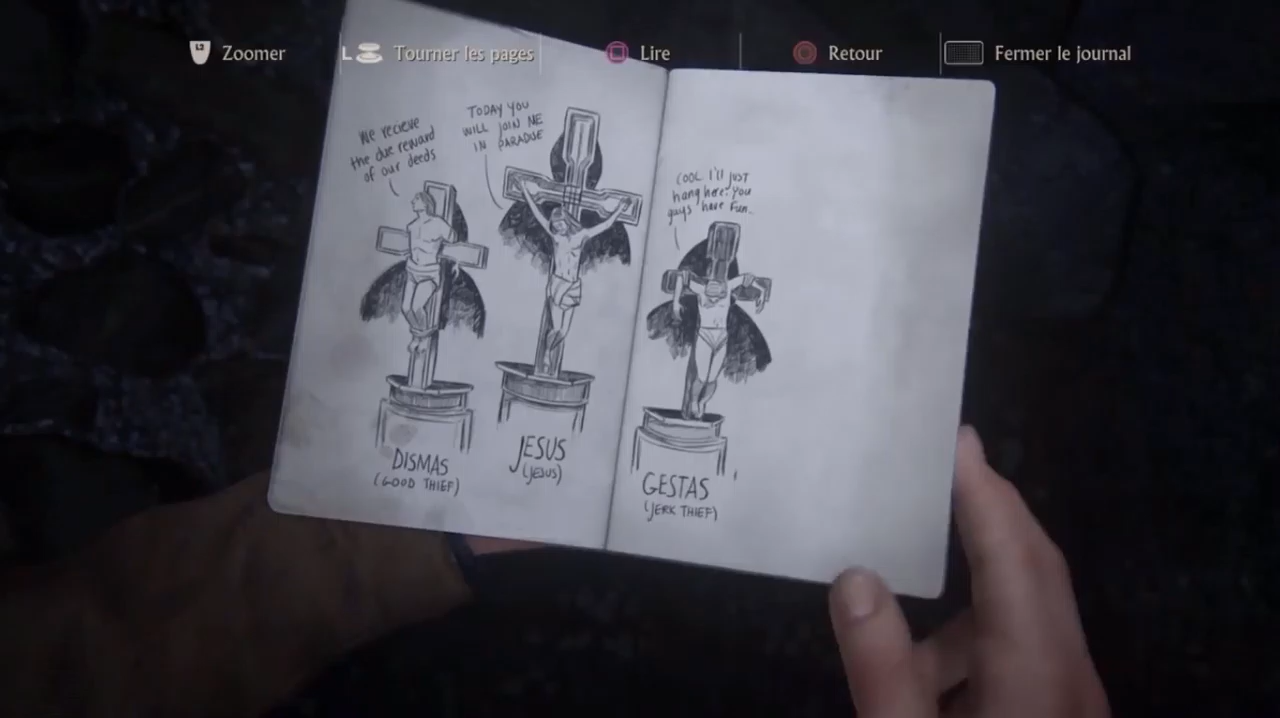 L2 Zoomer
L Tourner les pages
Lire
Retour
Fermer le journal
We recieve
the due reward
of our deeds
TODAY YOU
WILL JOIN ME
IN PARADISE
COOL I'll JUST
hang here. You
guys have Fun..
DISMAS
(GOOD THIEF)
JESUS
(JESUS)
GESTAS
(JERK THIEF)